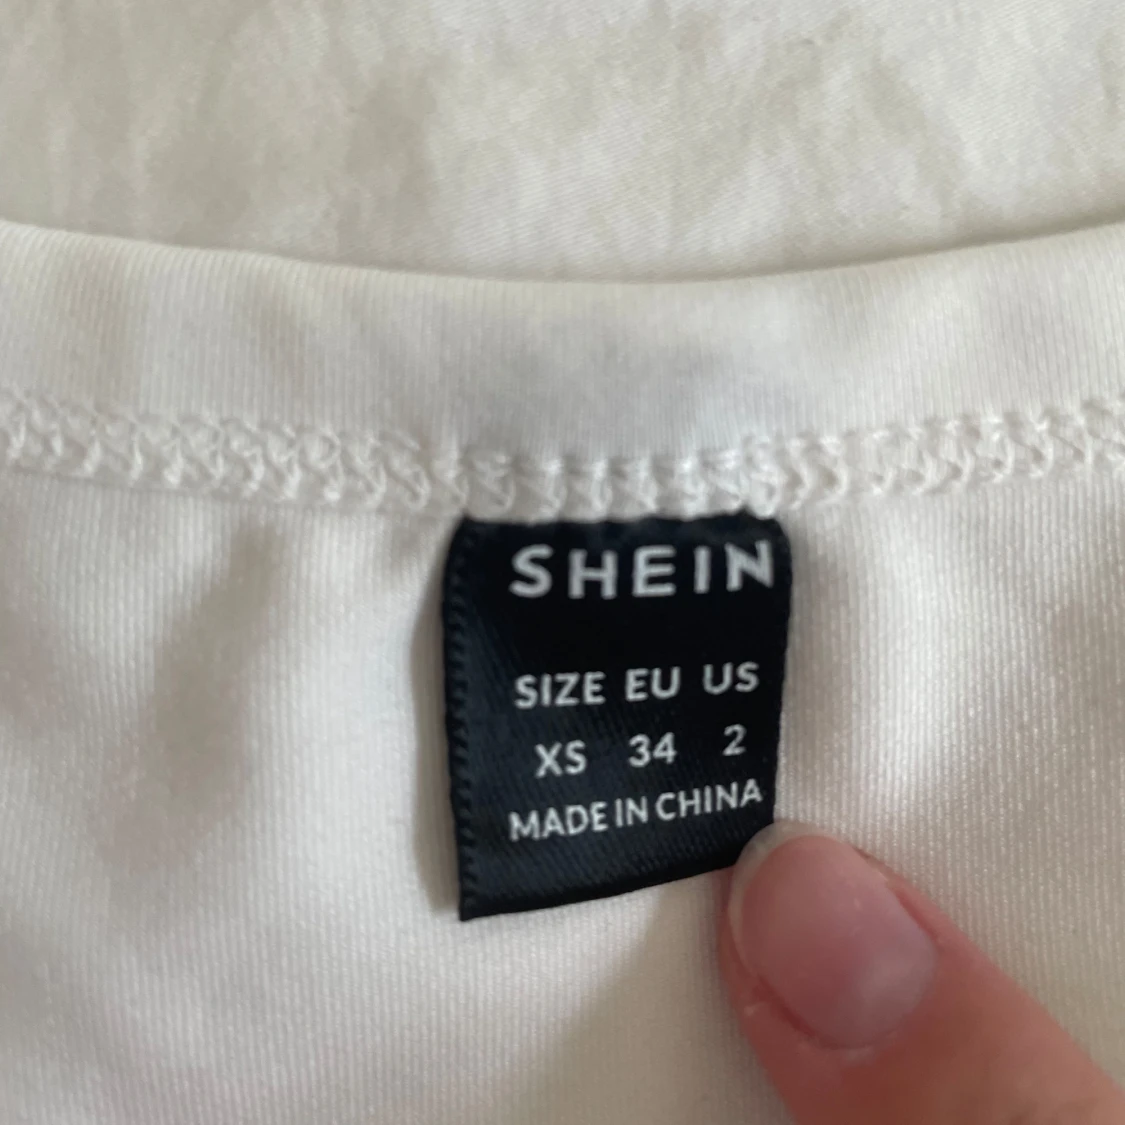 SHEIN
SIZE EU US
XS 34 2
MADE IN CHINA